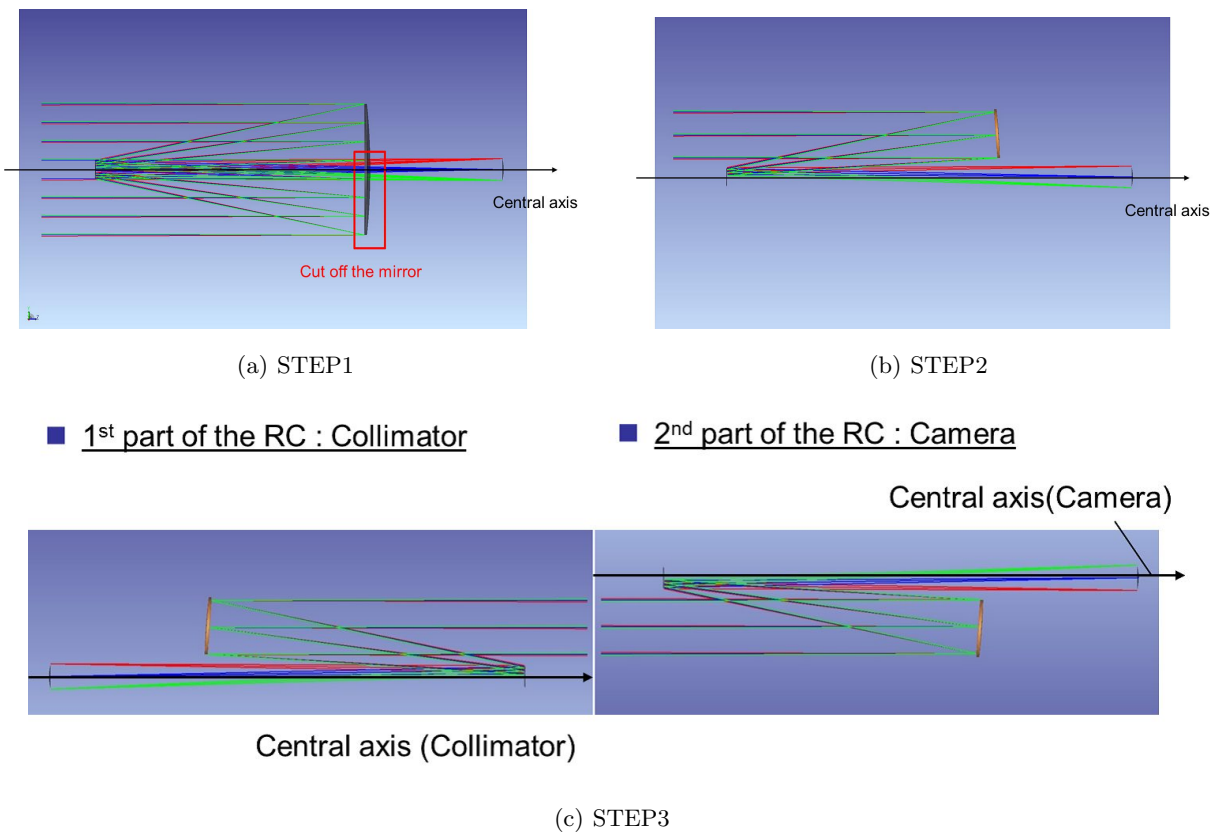 Central axis
Cut off the mirror
(a) STEP1
Central axis
(b) STEP2
1st part of the RC : Collimator
2nd part of the RC : Camera
Central axis(Camera)
Central axis (Collimator)
(c) STEP3